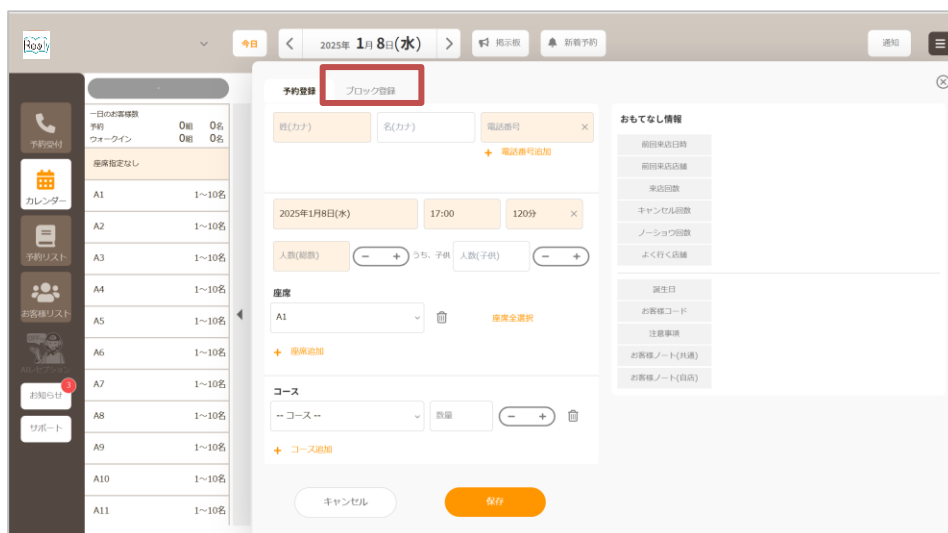 Resly
今日
2025年 1月 8日(水)
掲示板
新着予約
通知
予約受付
カレンダー
予約リスト
お客様リスト
OFF
AIレセプション
お知らせ
3
サポート
-
一日のお客様数
予約 0組 0名
ウォークイン 0組 0名
座席指定なし
A1 1~10名
A2 1~10名
A3 1~10名
A4 1~10名
A5 1~10名
A6 1~10名
A7 1~10名
A8 1~10名
A9 1~10名
A10 1~10名
A11 1~10名
予約登録
ブロック登録
姓(カナ)
名(カナ)
電話番号 ×
+ 電話番号追加
2025年1月8日(水)
17:00
120分 ×
人数(総数)
− +
うち、子供
人数(子供)
− +
座席
A1
座席全選択
+ 座席追加
コース
-- コース --
数量
− +
+ コース追加
キャンセル
保存
おもてなし情報
前回来店日時
前回来店店舗
来店回数
キャンセル回数
ノーショウ回数
よく行く店舗
誕生日
お客様コード
注意事項
お客様ノート(共通)
お客様ノート(自店)